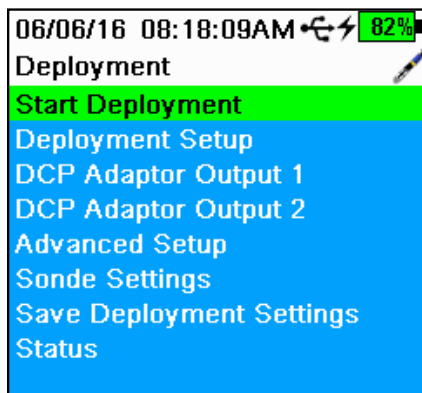 06/06/16 08:18:09AM 82%
Deployment
Start Deployment
Deployment Setup
DCP Adaptor Output 1
DCP Adaptor Output 2
Advanced Setup
Sonde Settings
Save Deployment Settings
Status